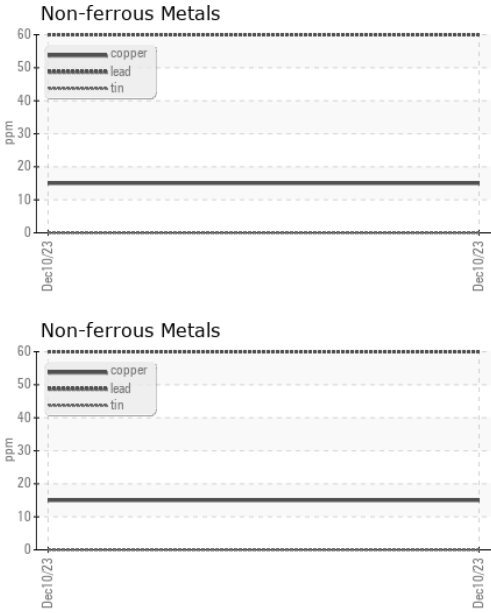 Non-ferrous Metals
60
50
40
30
20
10
0
ppm
copper
lead
tin
Dec10/23
Dec10/23
Non-ferrous Metals
60
50
40
30
20
10
0
ppm
copper
lead
tin
Dec10/23
Dec10/23